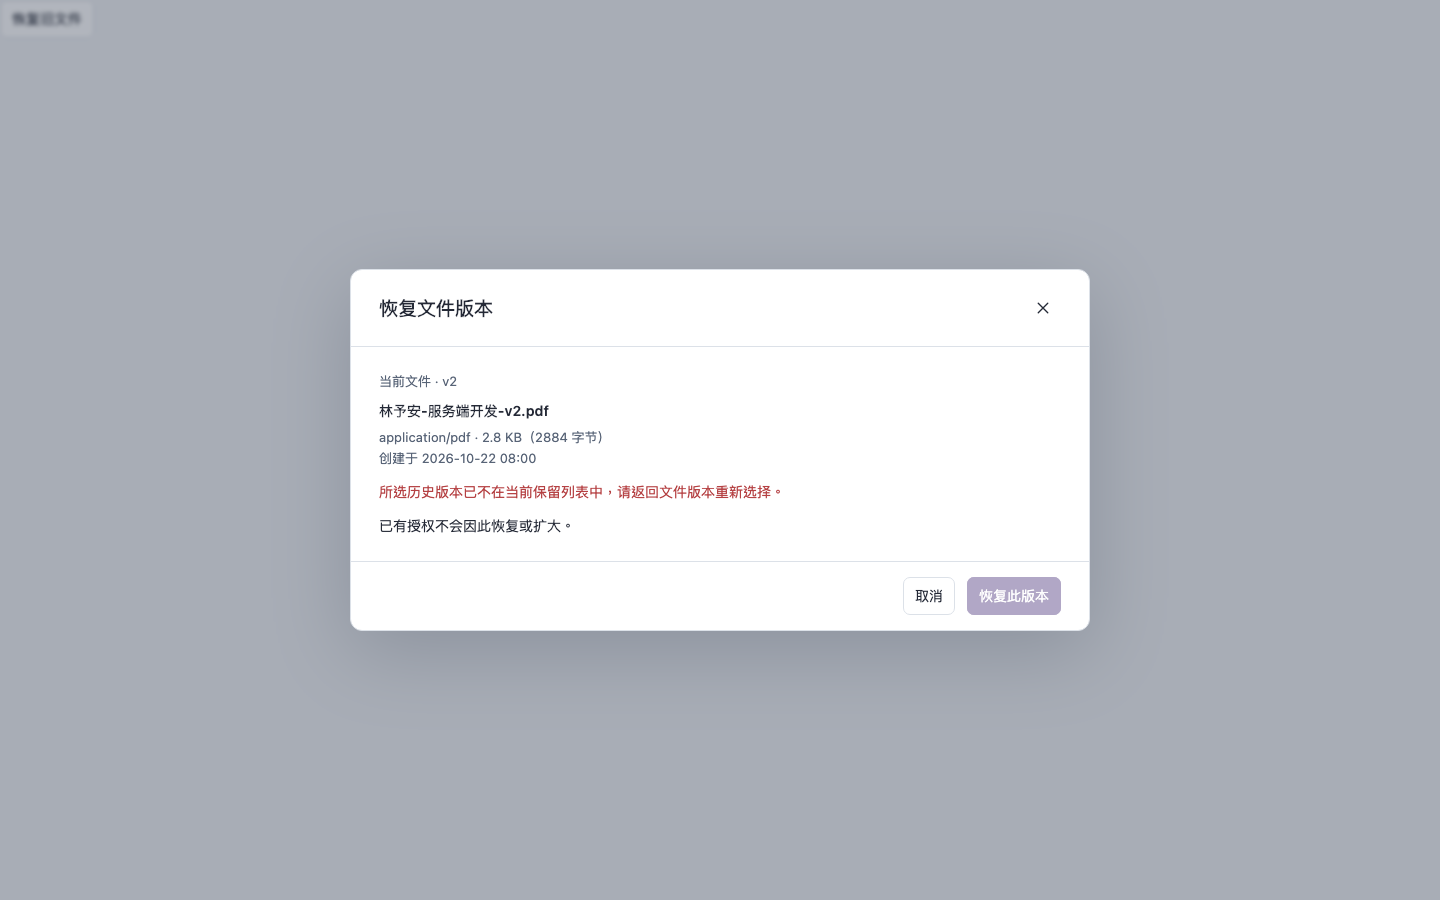 恢复旧文件
恢复文件版本
当前文件 · v2
林予安-服务端开发-v2.pdf
application/pdf · 2.8 KB（2884 字节）
创建于 2026-10-22 08:00
所选历史版本已不在当前保留列表中，请返回文件版本重新选择。
已有授权不会因此恢复或扩大。
取消
恢复此版本